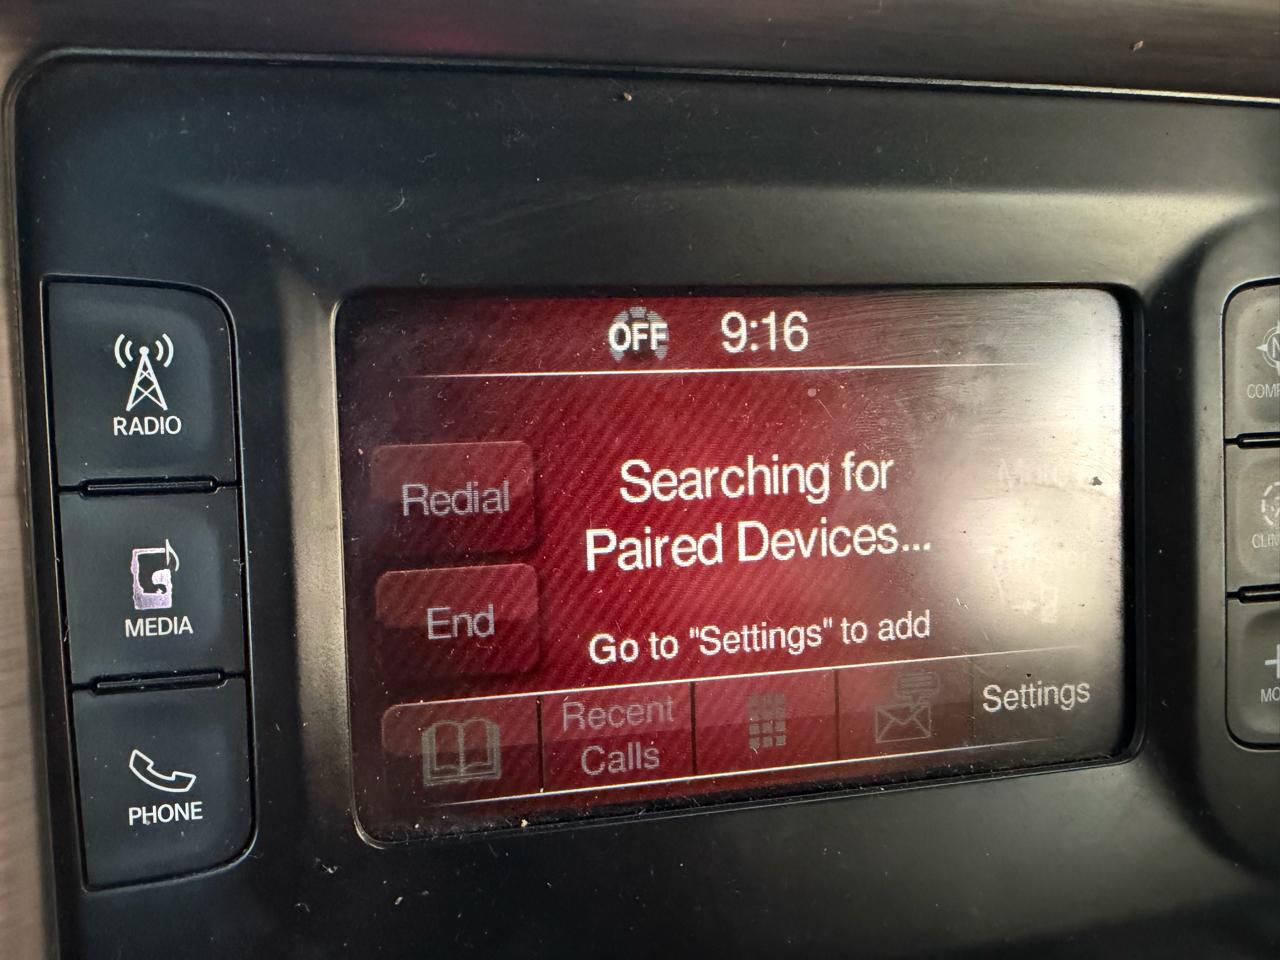 OFF 9:16
RADIO
Redial
Searching for
Paired Devices...
MEDIA
End
Go to "Settings" to add
Recent
Calls
Settings
PHONE